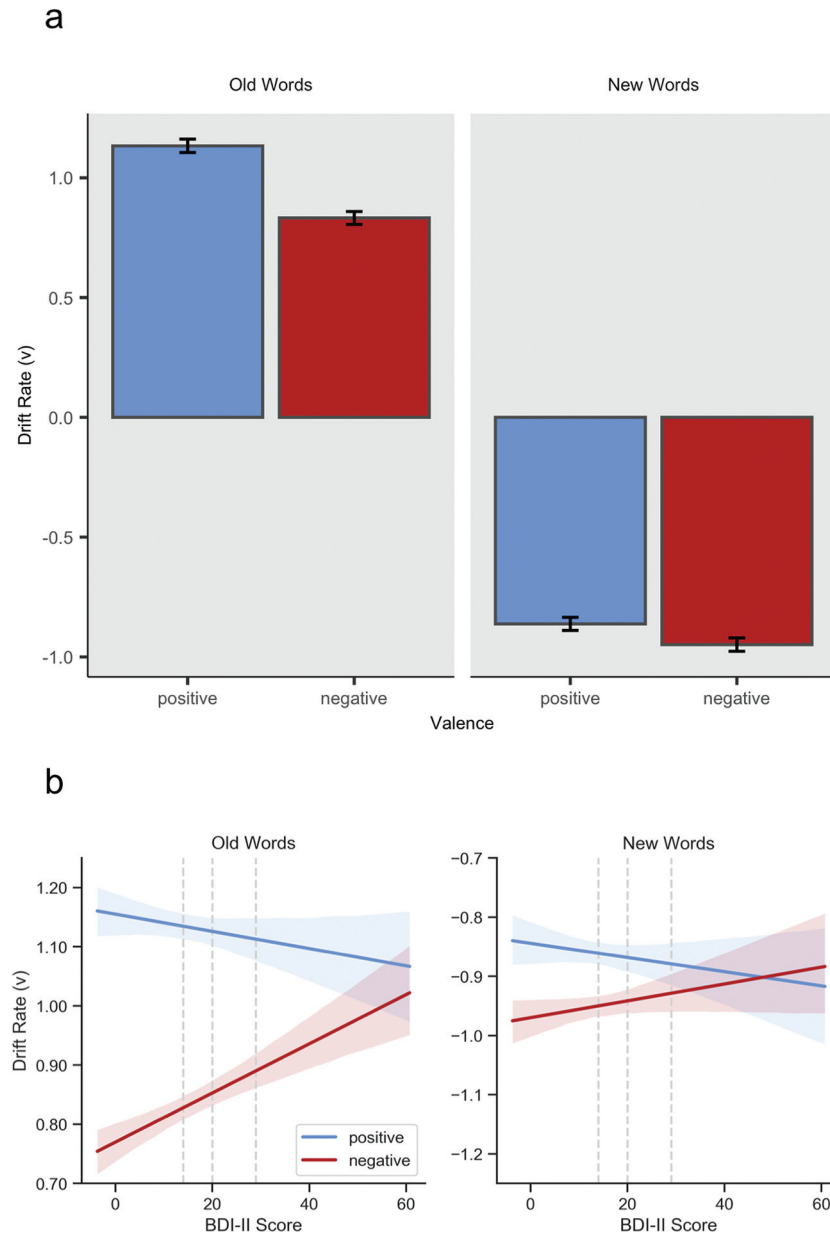 a
Old Words
New Words
1.0
0.5
0.0
-0.5
-1.0
Drift Rate (v)
positive
negative
positive
negative
Valence
b
Old Words
New Words
1.20
1.10
1.00
0.90
0.80
0.70
Drift Rate (v)
positive
negative
0
20
40
60
BDI-II Score
−0.7
−0.8
−0.9
−1.0
−1.1
−1.2
0
20
40
60
BDI-II Score